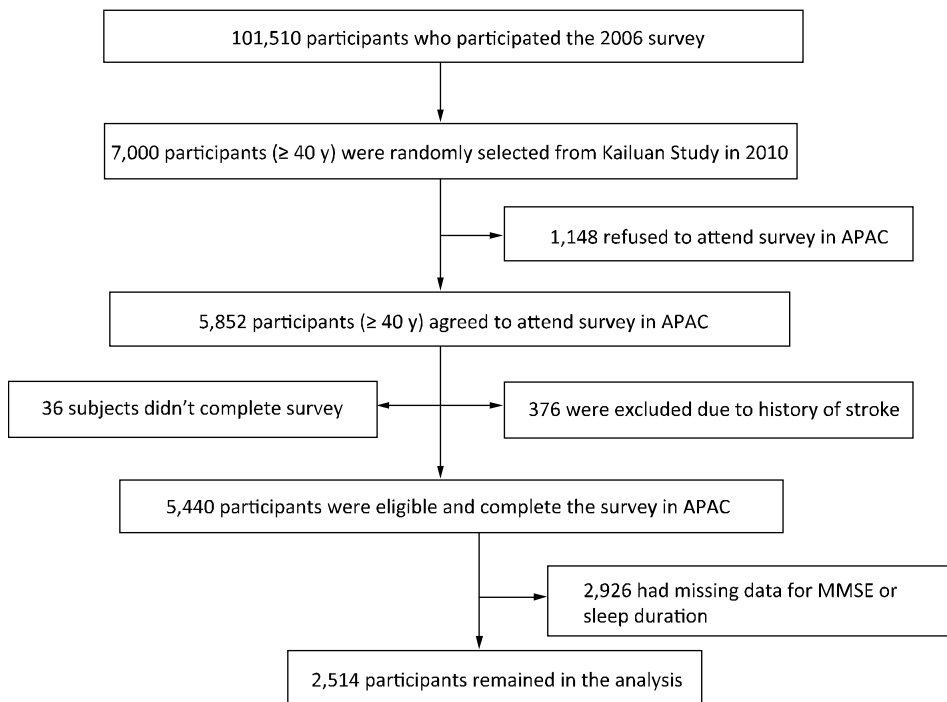 101,510 participants who participated the 2006 survey
7,000 participants (≥ 40 y) were randomly selected from Kailuan Study in 2010
1,148 refused to attend survey in APAC
5,852 participants (≥ 40 y) agreed to attend survey in APAC
36 subjects didn’t complete survey
376 were excluded due to history of stroke
5,440 participants were eligible and complete the survey in APAC
2,926 had missing data for MMSE or
sleep duration
2,514 participants remained in the analysis